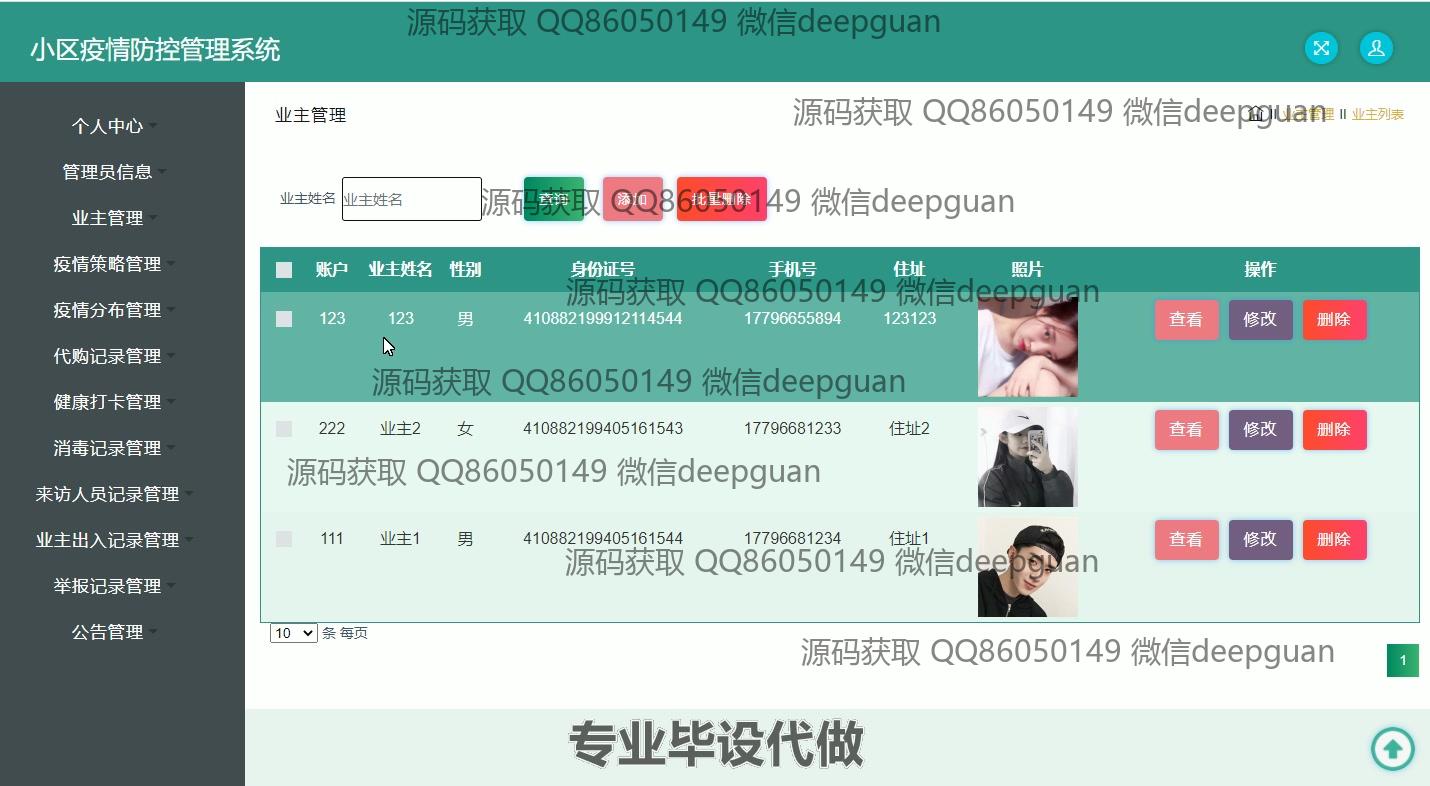 源码获取 QQ86050149 微信deepguan
小区疫情防控管理系统
个人中心
管理员信息
业主管理
疫情策略管理
疫情分布管理
代购记录管理
健康打卡管理
消毒记录管理
来访人员记录管理
业主出入记录管理
举报记录管理
公告管理
业主管理
源码获取 QQ86050149 微信deepguan
业主管理 II 业主列表
业主姓名 业主姓名 查询 添加 批量删除
源码获取 QQ86050149 微信deepguan
账户 业主姓名 性别 身份证号 手机号 住址 照片 操作
源码获取 QQ86050149 微信deepguan
123 123 男 410882199912114544 17796655894 123123 查看 修改 删除
源码获取 QQ86050149 微信deepguan
222 业主2 女 410882199405161543 17796681233 住址2 查看 修改 删除
源码获取 QQ86050149 微信deepguan
111 业主1 男 410882199405161544 17796681234 住址1 查看 修改 删除
源码获取 QQ86050149 微信deepguan
10 条 每页
源码获取 QQ86050149 微信deepguan
1
专业毕设代做